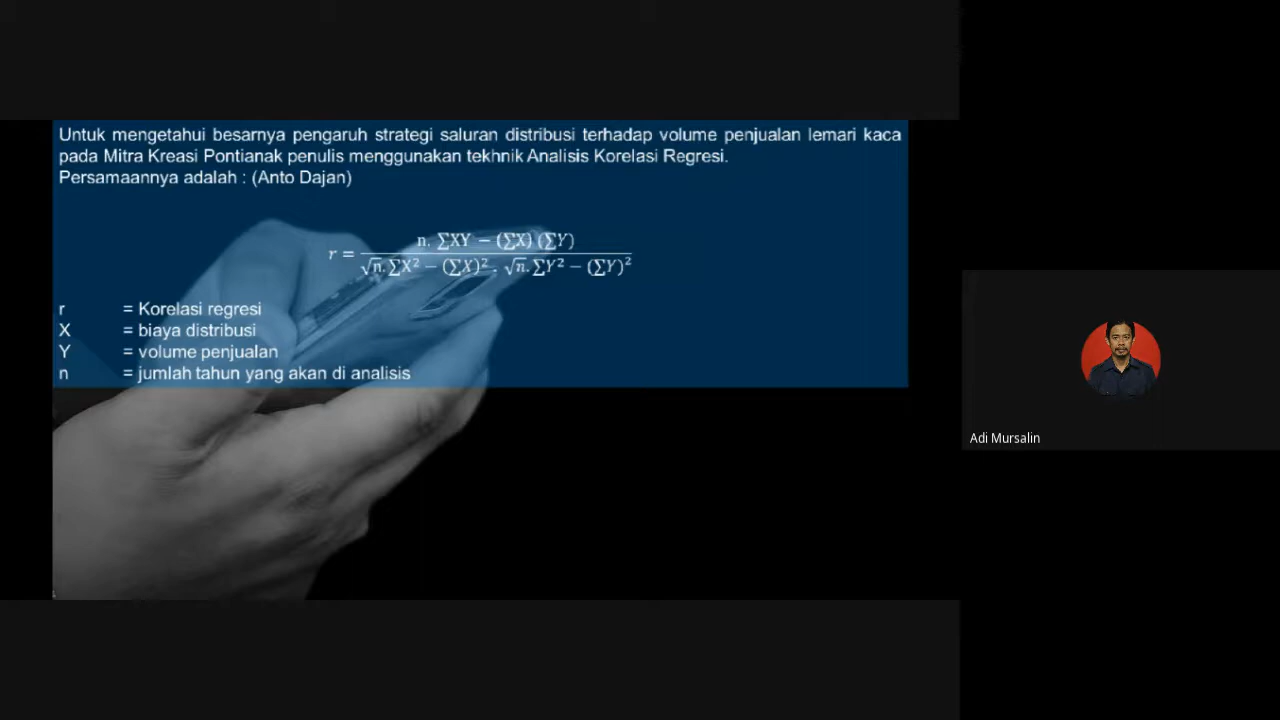 Untuk mengetahui besarnya pengaruh strategi saluran distribusi terhadap volume penjualan lemari kaca
pada Mitra Kreasi Pontianak penulis menggunakan tekhnik Analisis Korelasi Regresi.
Persamaannya adalah : (Anto Dajan)
r = n. ∑XY − (∑X) (∑Y) / √n.∑X² − (∑X)² . √n.∑Y² − (∑Y)²
r = Korelasi regresi
X = biaya distribusi
Y = volume penjualan
n = jumlah tahun yang akan di analisis
Adi Mursalin